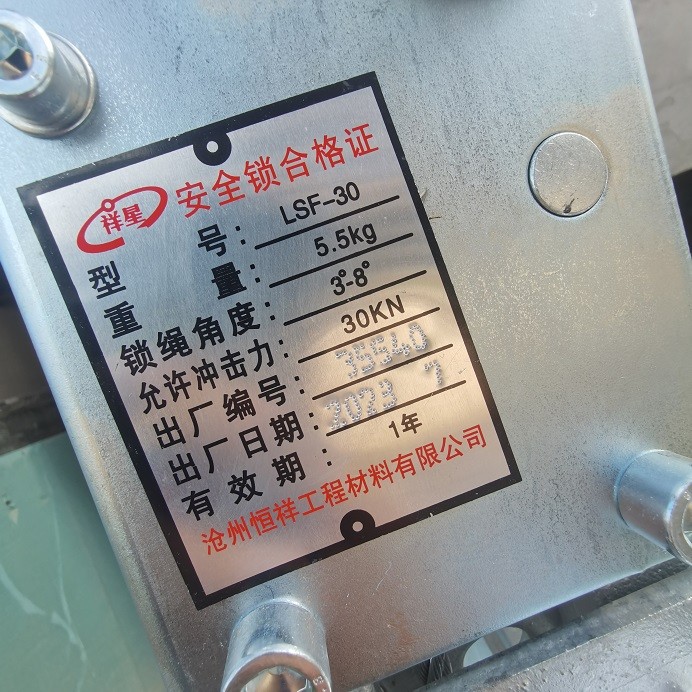 祥星 安全锁合格证
型 号: LSF-30
重 量: 5.5kg
锁绳角度: 3°-8°
允许冲击力: 30KN
出厂编号: 35540
出厂日期: 2023 7
有 效 期: 1年
沧州恒祥工程材料有限公司